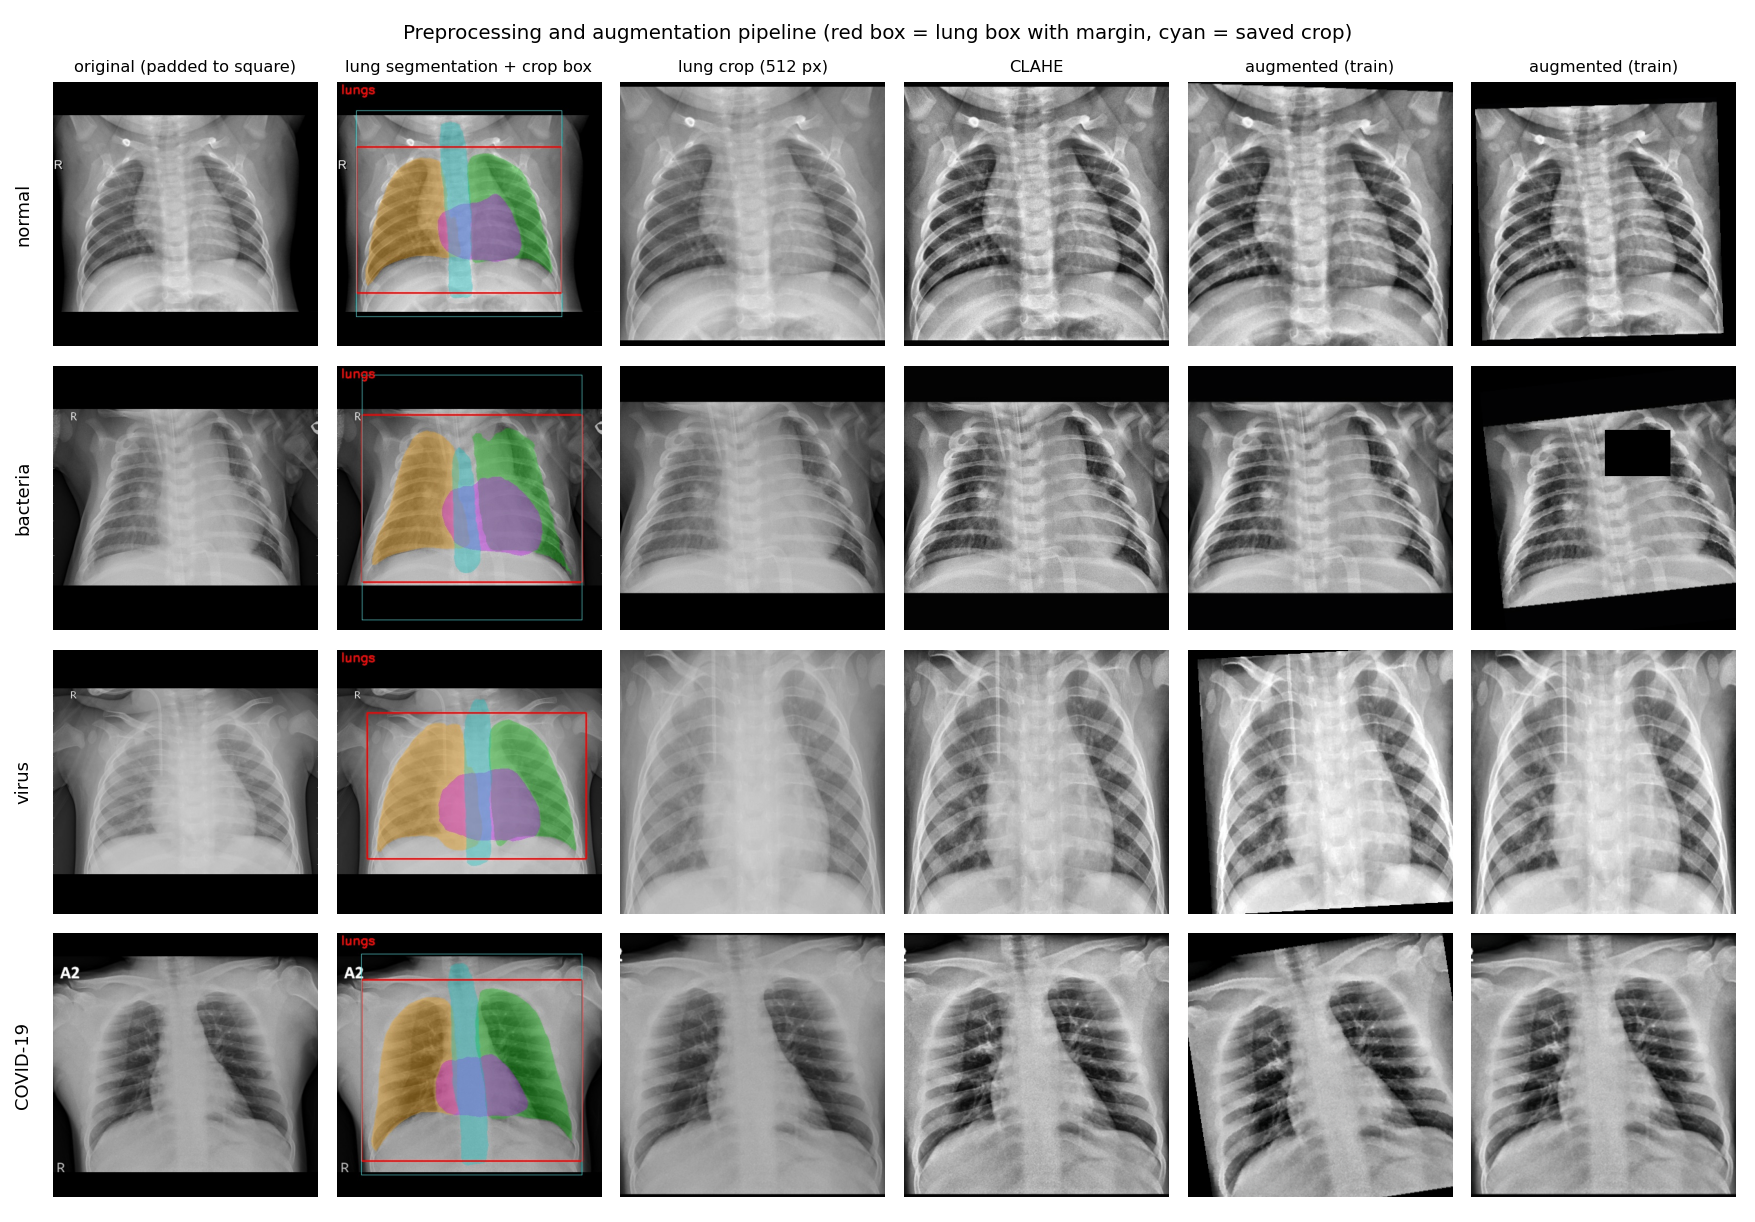 Preprocessing and augmentation pipeline (red box = lung box with margin, cyan = saved crop)
original (padded to square) lung segmentation + crop box lung crop (512 px) CLAHE augmented (train) augmented (train)
normal
R
lungs
R
bacteria
R
lungs
R
virus
R
lungs
R
COVID-19
A2
R
lungs
A2
R